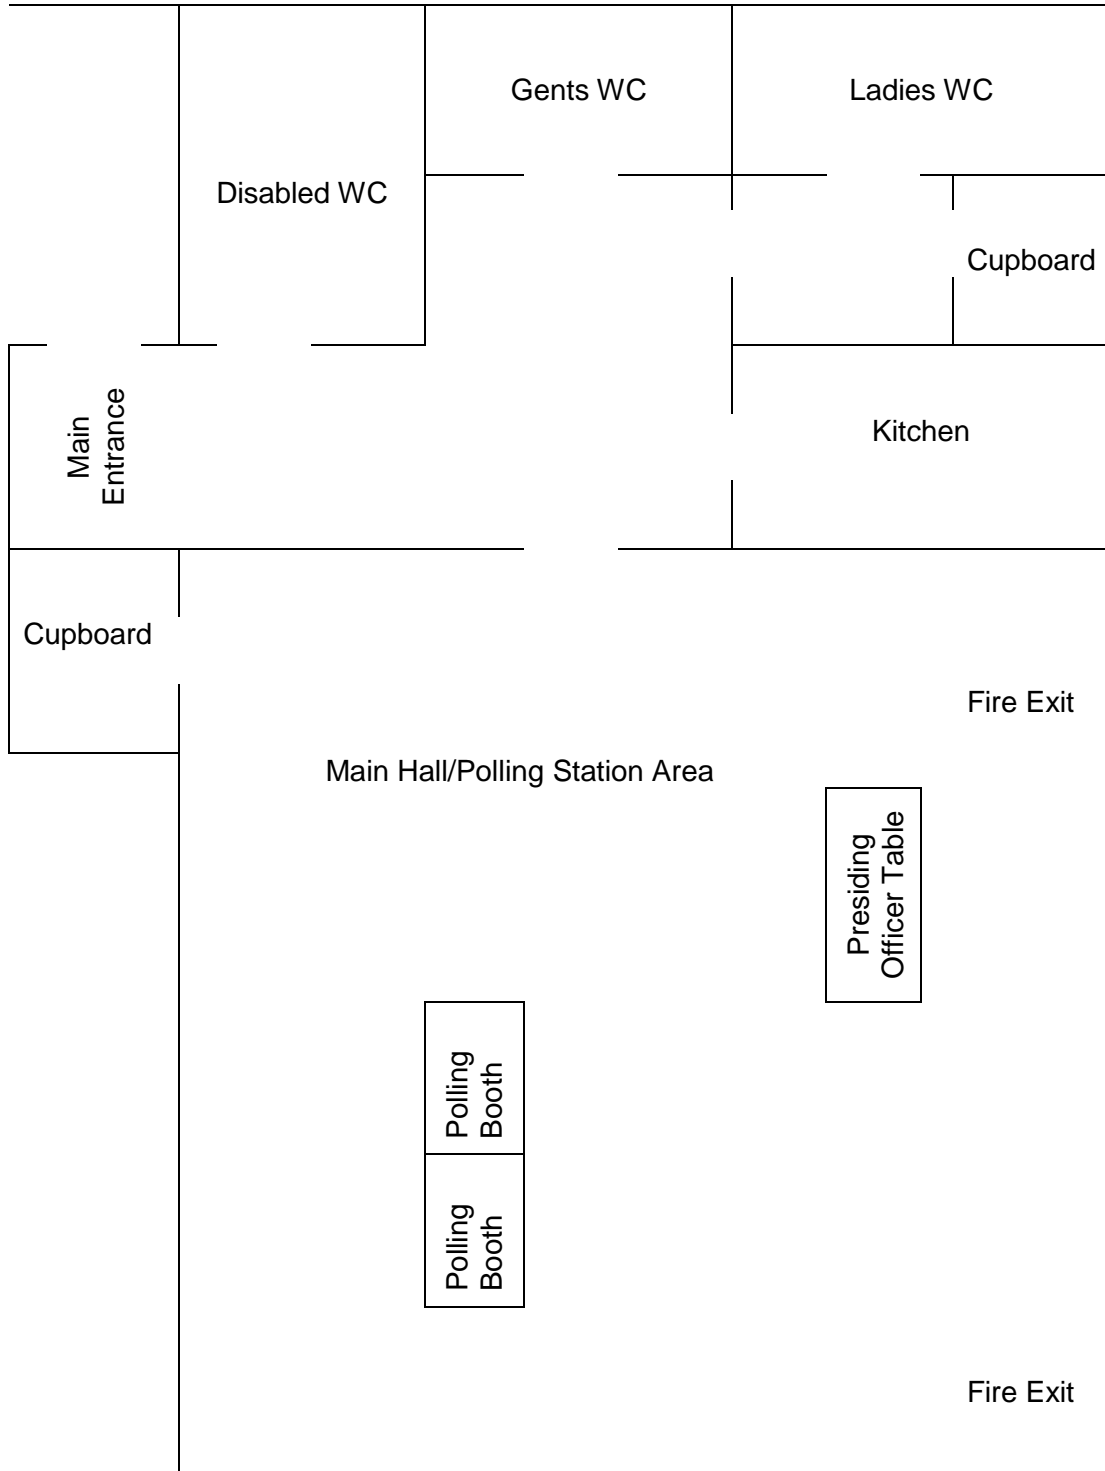 Gents WC
Ladies WC
Disabled WC
Cupboard
Main
Entrance
Kitchen
Cupboard
Fire Exit
Main Hall/Polling Station Area
Presiding
Officer Table
Polling
Booth
Polling
Booth
Fire Exit